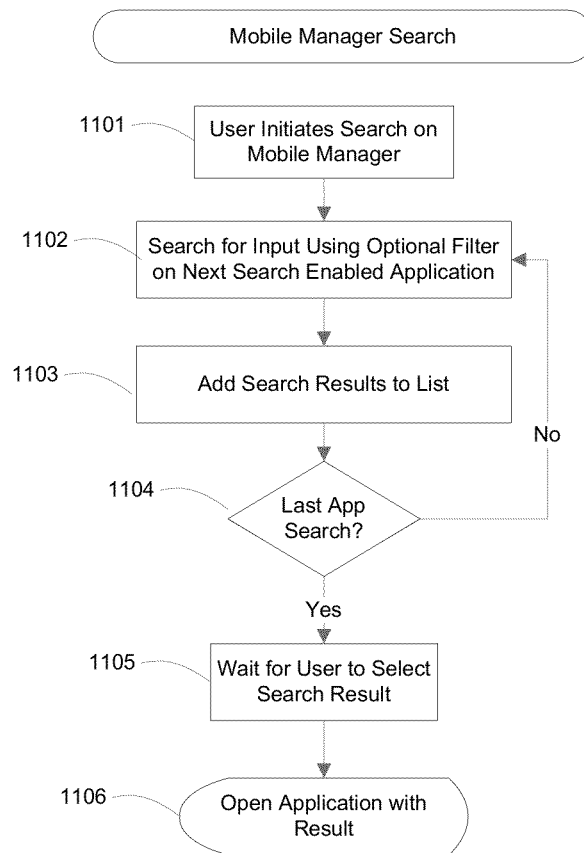 Mobile Manager Search
1101
User Initiates Search on
Mobile Manager
1102
Search for Input Using Optional Filter
on Next Search Enabled Application
1103
Add Search Results to List
No
1104
Last App
Search?
Yes
1105
Wait for User to Select
Search Result
1106
Open Application with
Result